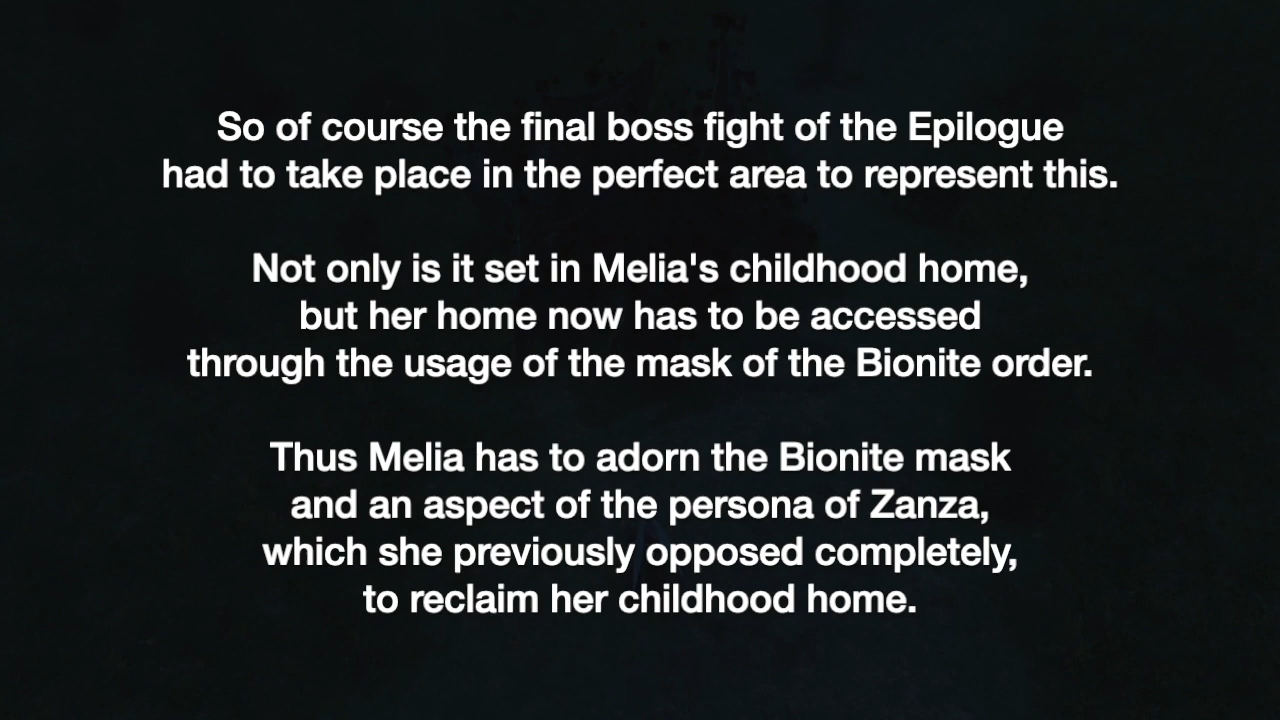 So of course the final boss fight of the Epilogue
had to take place in the perfect area to represent this.
Not only is it set in Melia's childhood home,
but her home now has to be accessed
through the usage of the mask of the Bionite order.
Thus Melia has to adorn the Bionite mask
and an aspect of the persona of Zanza,
which she previously opposed completely,
to reclaim her childhood home.